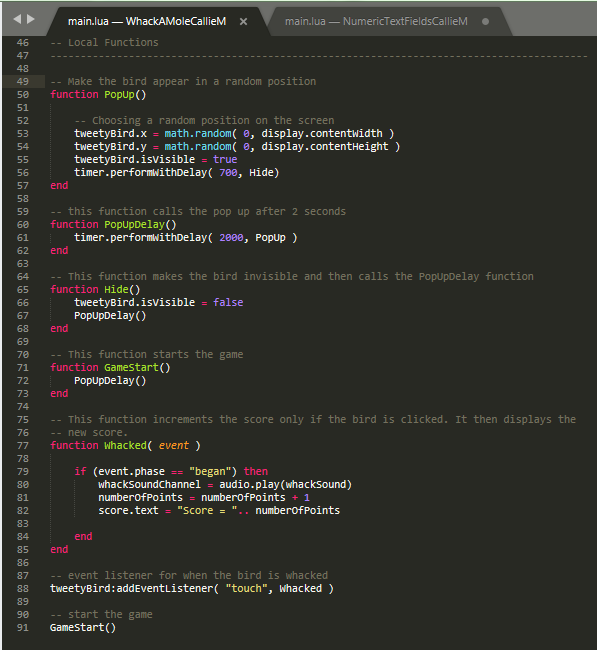 main.lua — WhackAMoleCallieM × main.lua — NumericTextFieldsCallieM
46 -- Local Functions
47 -----------------------------------------------------------------------------------
48
49 -- Make the bird appear in a random position
50 function PopUp()
51
52 -- Choosing a random position on the screen
53 tweetyBird.x = math.random( 0, display.contentWidth )
54 tweetyBird.y = math.random( 0, display.contentHeight )
55 tweetyBird.isVisible = true
56 timer.performWithDelay( 700, Hide)
57 end
58
59 -- this function calls the pop up after 2 seconds
60 function PopUpDelay()
61 timer.performWithDelay( 2000, PopUp )
62 end
63
64 -- This function makes the bird invisible and then calls the PopUpDelay function
65 function Hide()
66 tweetyBird.isVisible = false
67 PopUpDelay()
68 end
69
70 -- This function starts the game
71 function GameStart()
72 PopUpDelay()
73 end
74
75 -- This function increments the score only if the bird is clicked. It then displays the
76 -- new score.
77 function Whacked( event )
78
79 if (event.phase == "began") then
80 whackSoundChannel = audio.play(whackSound)
81 numberOfPoints = numberOfPoints + 1
82 score.text = "Score = ".. numberOfPoints
83
84 end
85 end
86
87 -- event listener for when the bird is whacked
88 tweetyBird:addEventListener( "touch", Whacked )
89
90 -- start the game
91 GameStart()